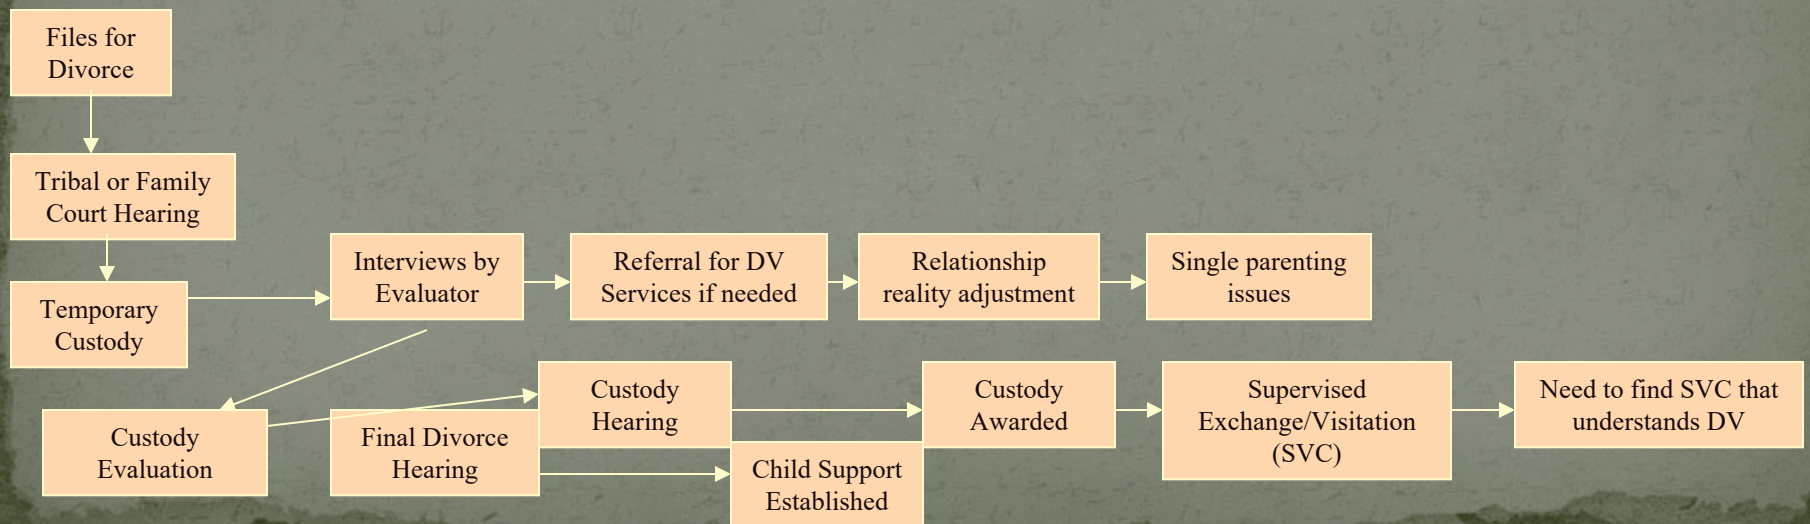 Files for
Divorce
Tribal or Family
Court Hearing
Temporary
Custody
Interviews by
Evaluator
Referral for DV
Services if needed
Relationship
reality adjustment
Single parenting
issues
Custody
Evaluation
Final Divorce
Hearing
Custody
Hearing
Child Support
Established
Custody
Awarded
Supervised
Exchange/Visitation
(SVC)
Need to find SVC that
understands DV